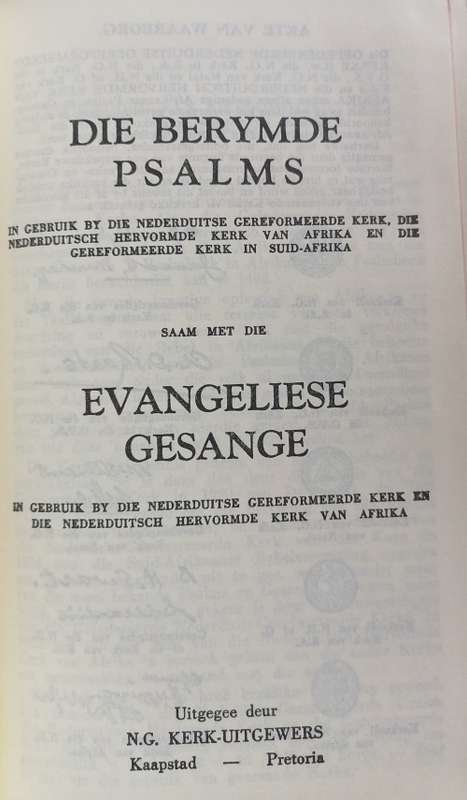 DIE BERYMDE
PSALMS
IN GEBRUIK BY DIE NEDERDUITSE GEREFORMEERDE KERK, DIE
NEDERDUITSCH HERVORMDE KERK VAN AFRIKA EN DIE
GEREFORMEERDE KERK IN SUID-AFRIKA
SAAM MET DIE
EVANGELIESE
GESANGE
IN GEBRUIK BY DIE NEDERDUITSE GEREFORMEERDE KERK EN
DIE NEDERDUITSCH HERVORMDE KERK VAN AFRIKA
Uitgegee deur
N.G. KERK-UITGEWERS
Kaapstad — Pretoria